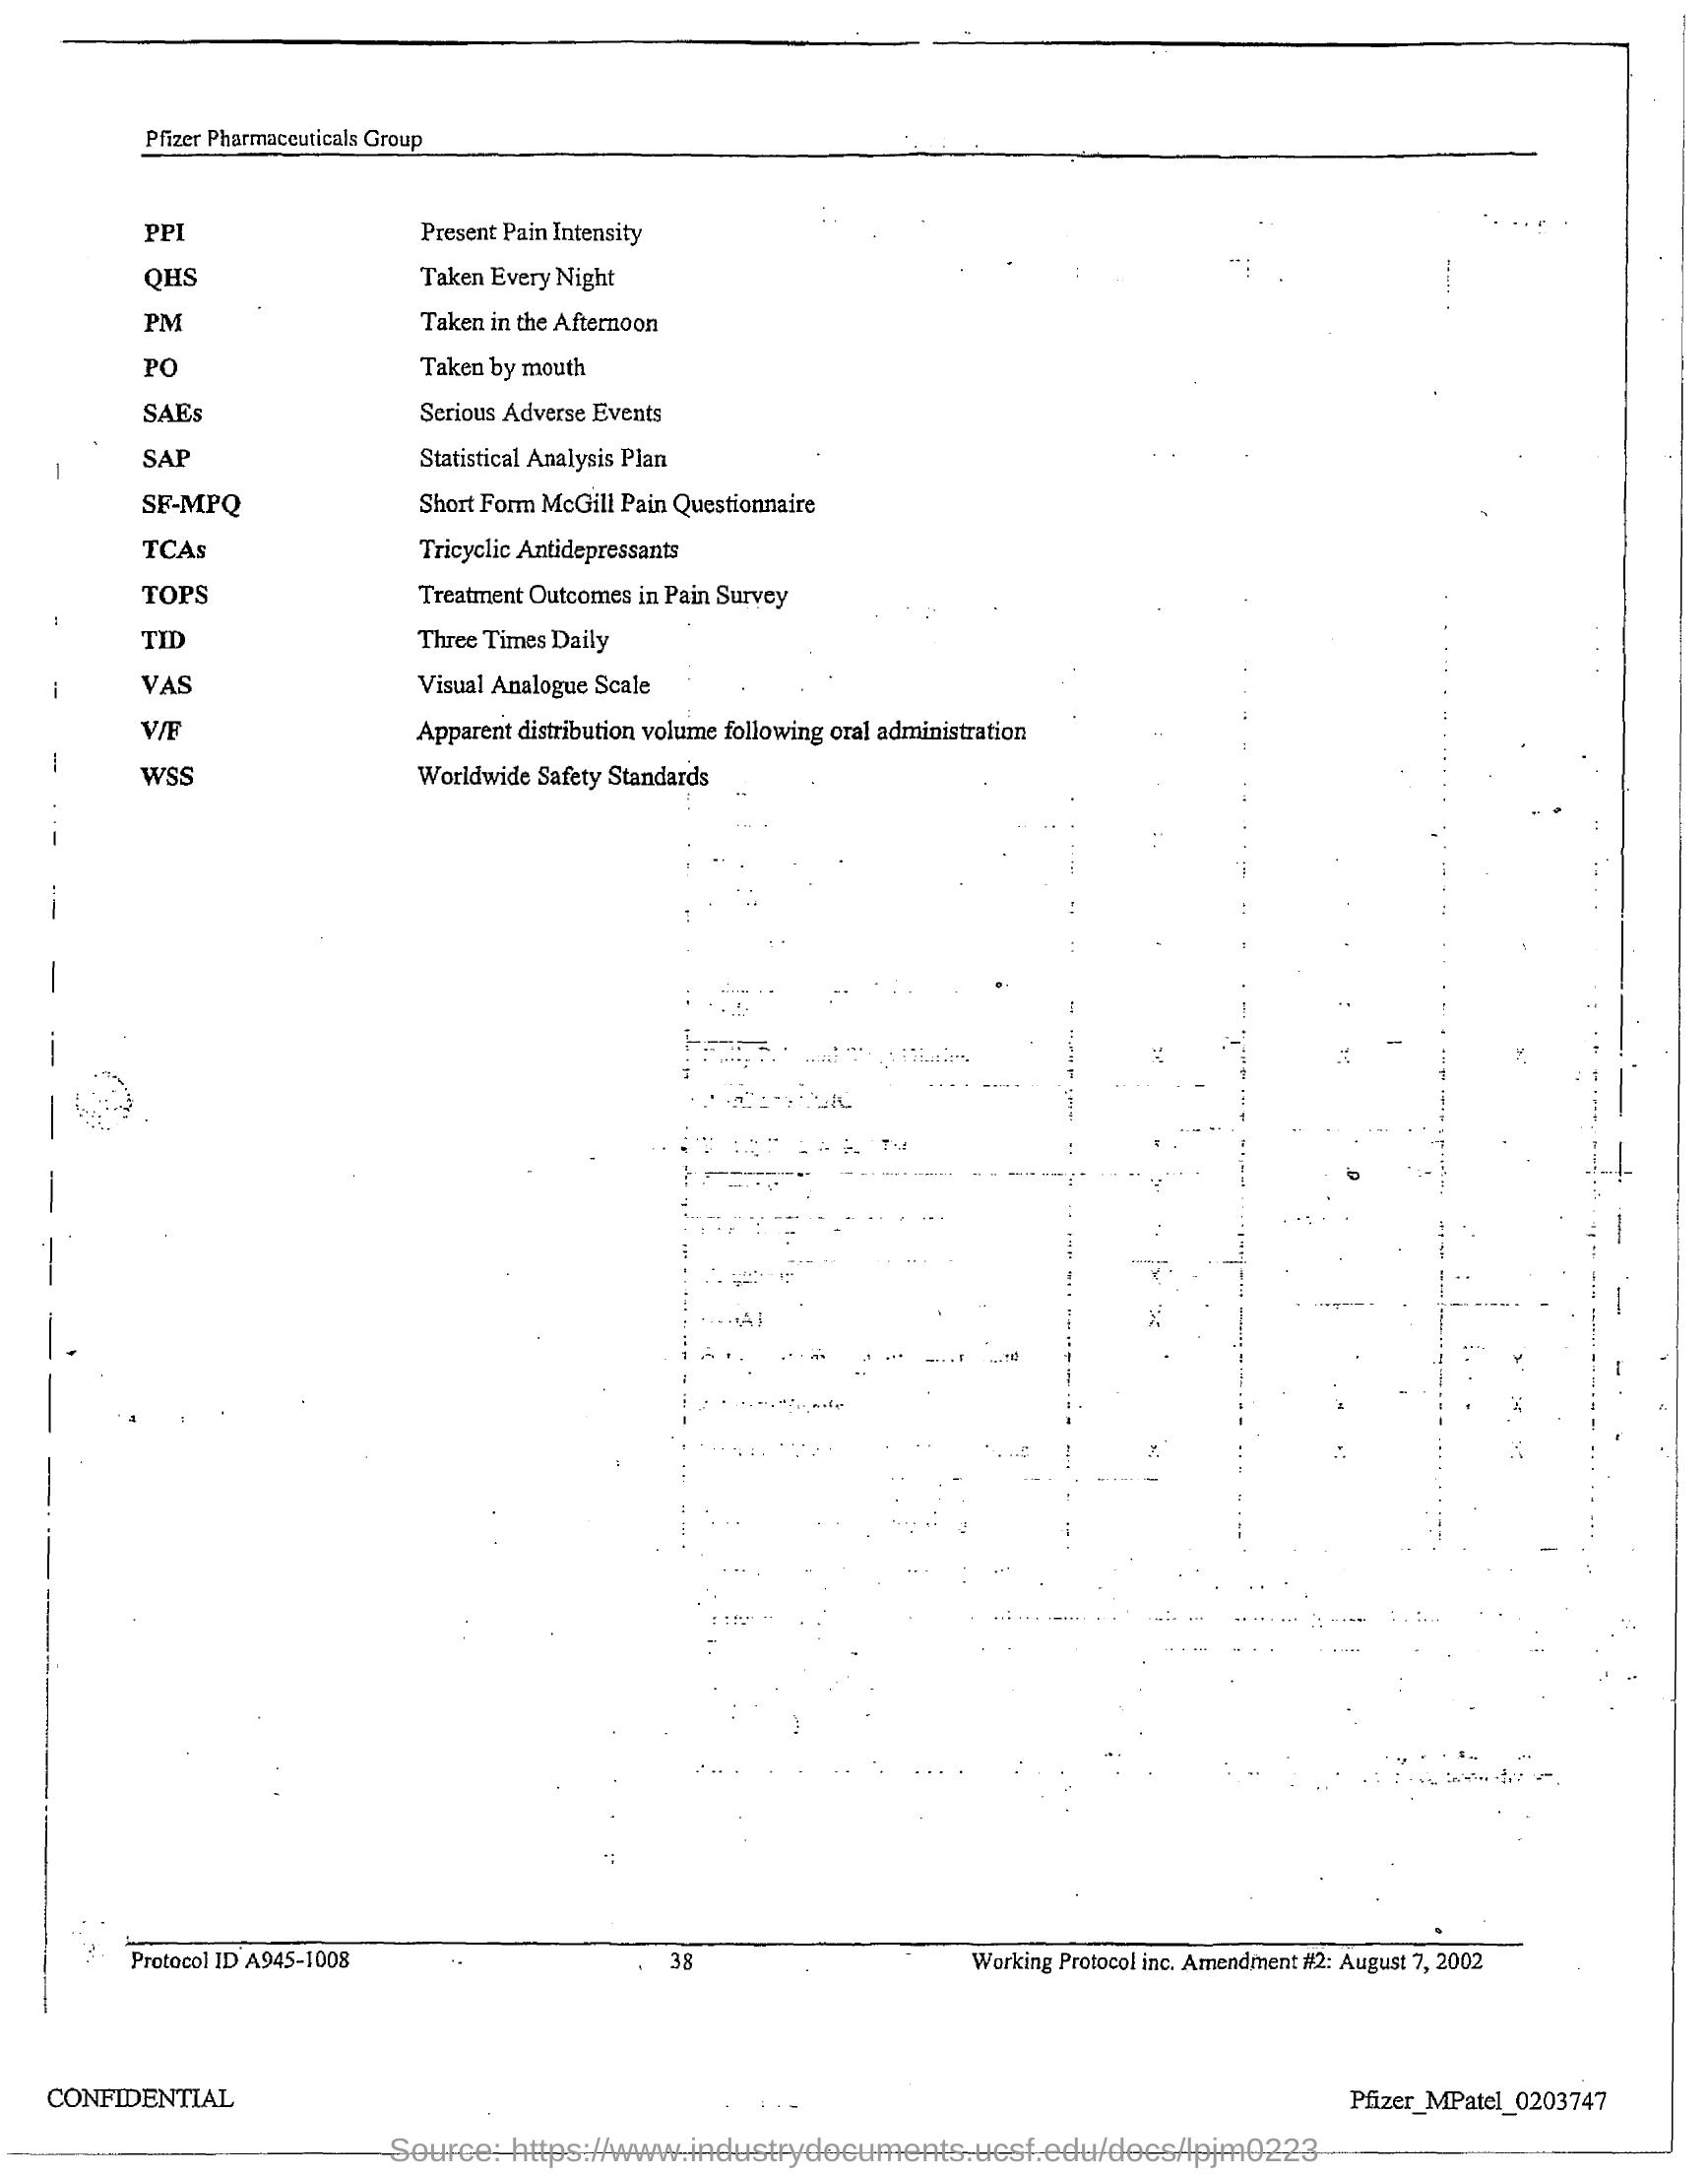 Pfizer Pharmaceuticals Group
PPI Present Pain Intensity
QHS Taken Every Night
PM Taken in the Afternoon
PO Taken by mouth
SAEs Serious Adverse Events
SAP Statistical Analysis Plan
SF-MPQ Short Form McGill Pain Questionnaire
TCAs Tricyclic Antidepressants
TOPS Treatment Outcomes in Pain Survey
TID Three Times Daily
VAS Visual Analogue Scale
V/F Apparent distribution volume following oral administration
WSS Worldwide Safety Standards
Protocol ID A945-1008 38 Working Protocol inc. Amendment #2: August 7, 2002
CONFIDENTIAL Pfizer_MPatel_0203747
Source: https://www.industrydocuments.ucsf.edu/docs/lpjm0223